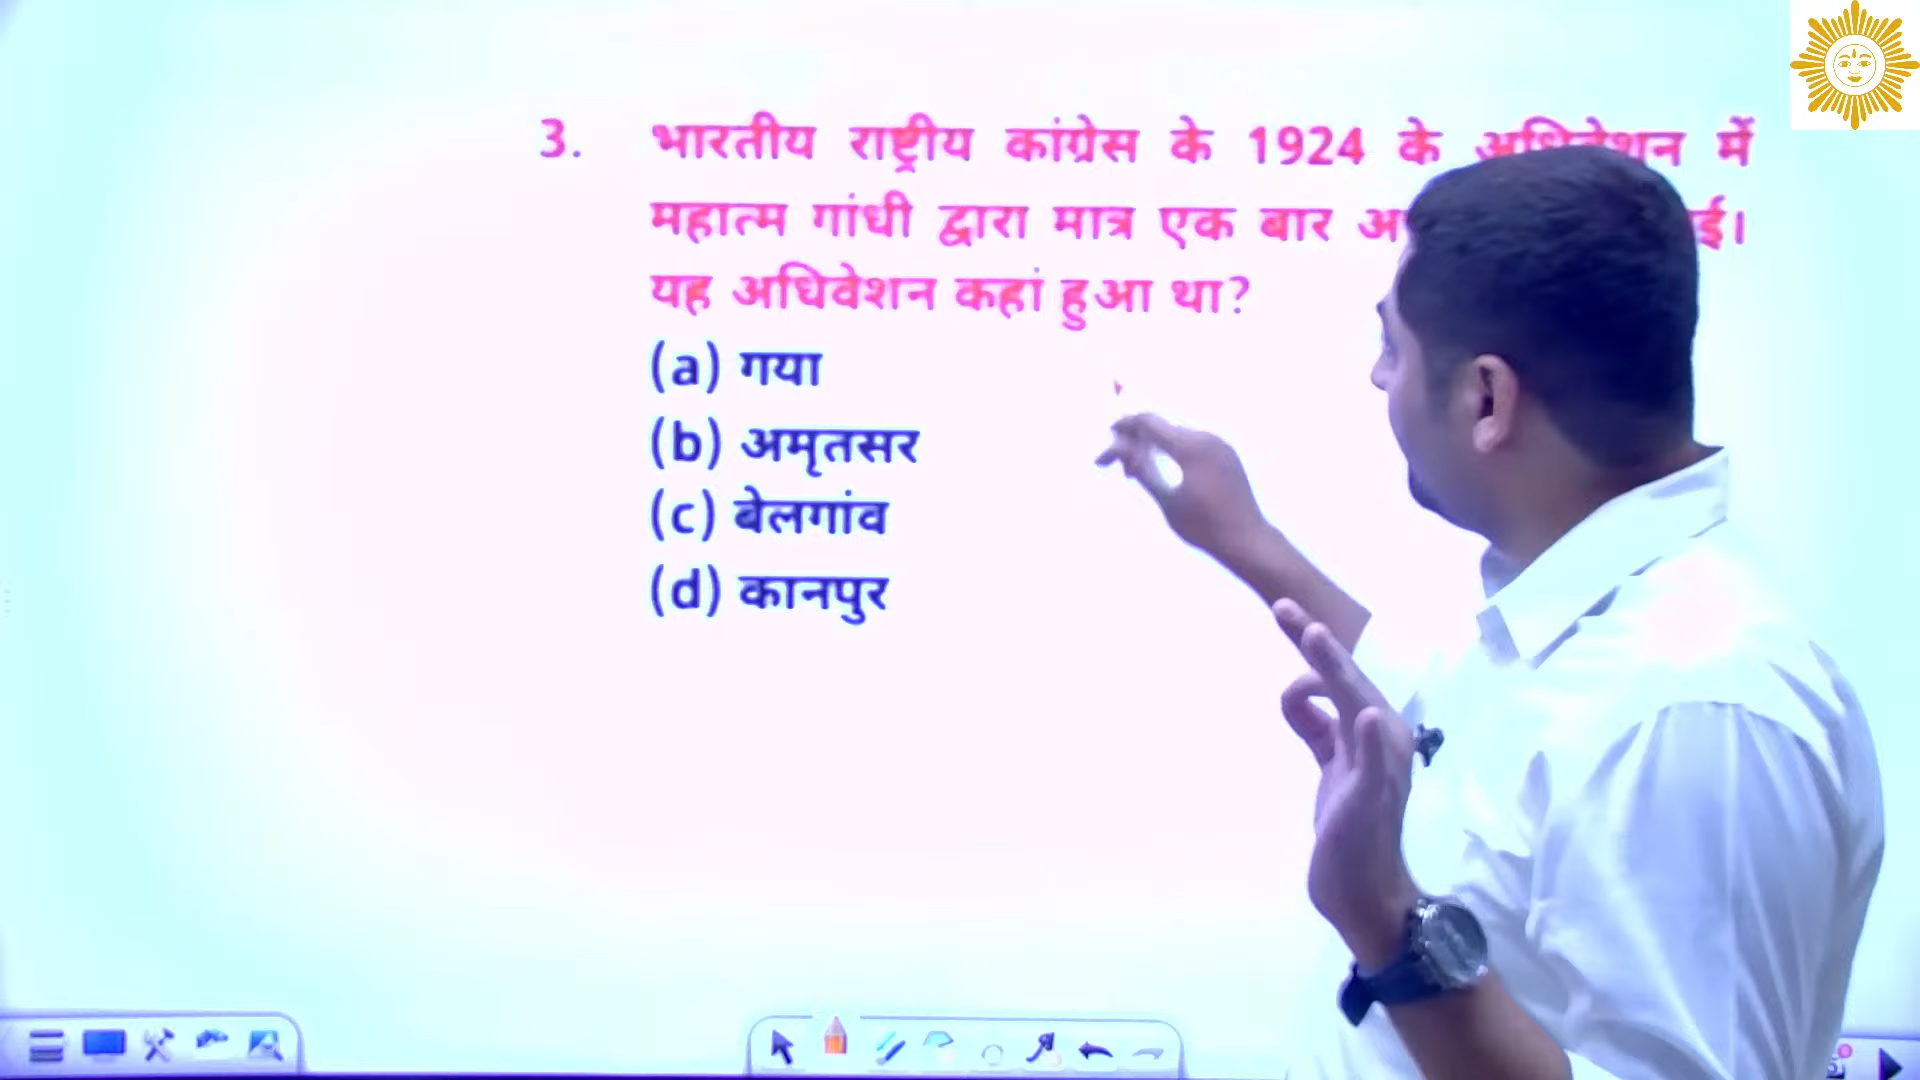 3. भारतीय राष्ट्रीय कांग्रेस के 1924 के में
महात्म गांधी द्वारा मात्र एक बार
यह अधिवेशन कहां हुआ था?
(a) गया
(b) अमृतसर
(c) बेलगांव
(d) कानपुर